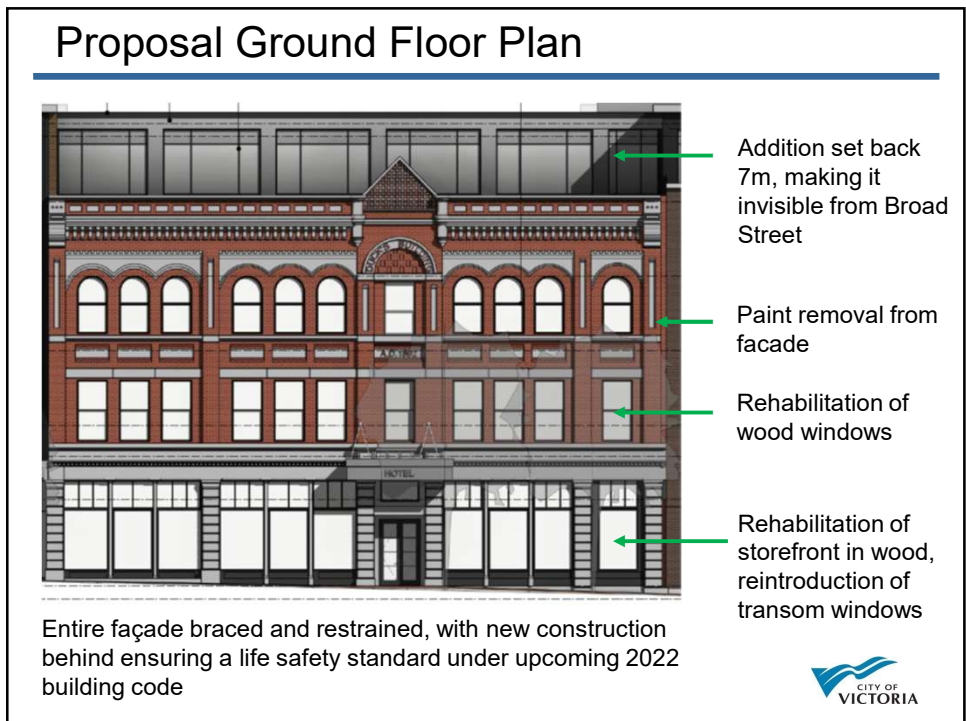 Proposal Ground Floor Plan
Addition set back
7m, making it
invisible from Broad
Street
Paint removal from
facade
Rehabilitation of
wood windows
HOTEL
Rehabilitation of
storefront in wood,
reintroduction of
transom windows
Entire façade braced and restrained, with new construction
behind ensuring a life safety standard under upcoming 2022
building code
CITY OF
VICTORIA